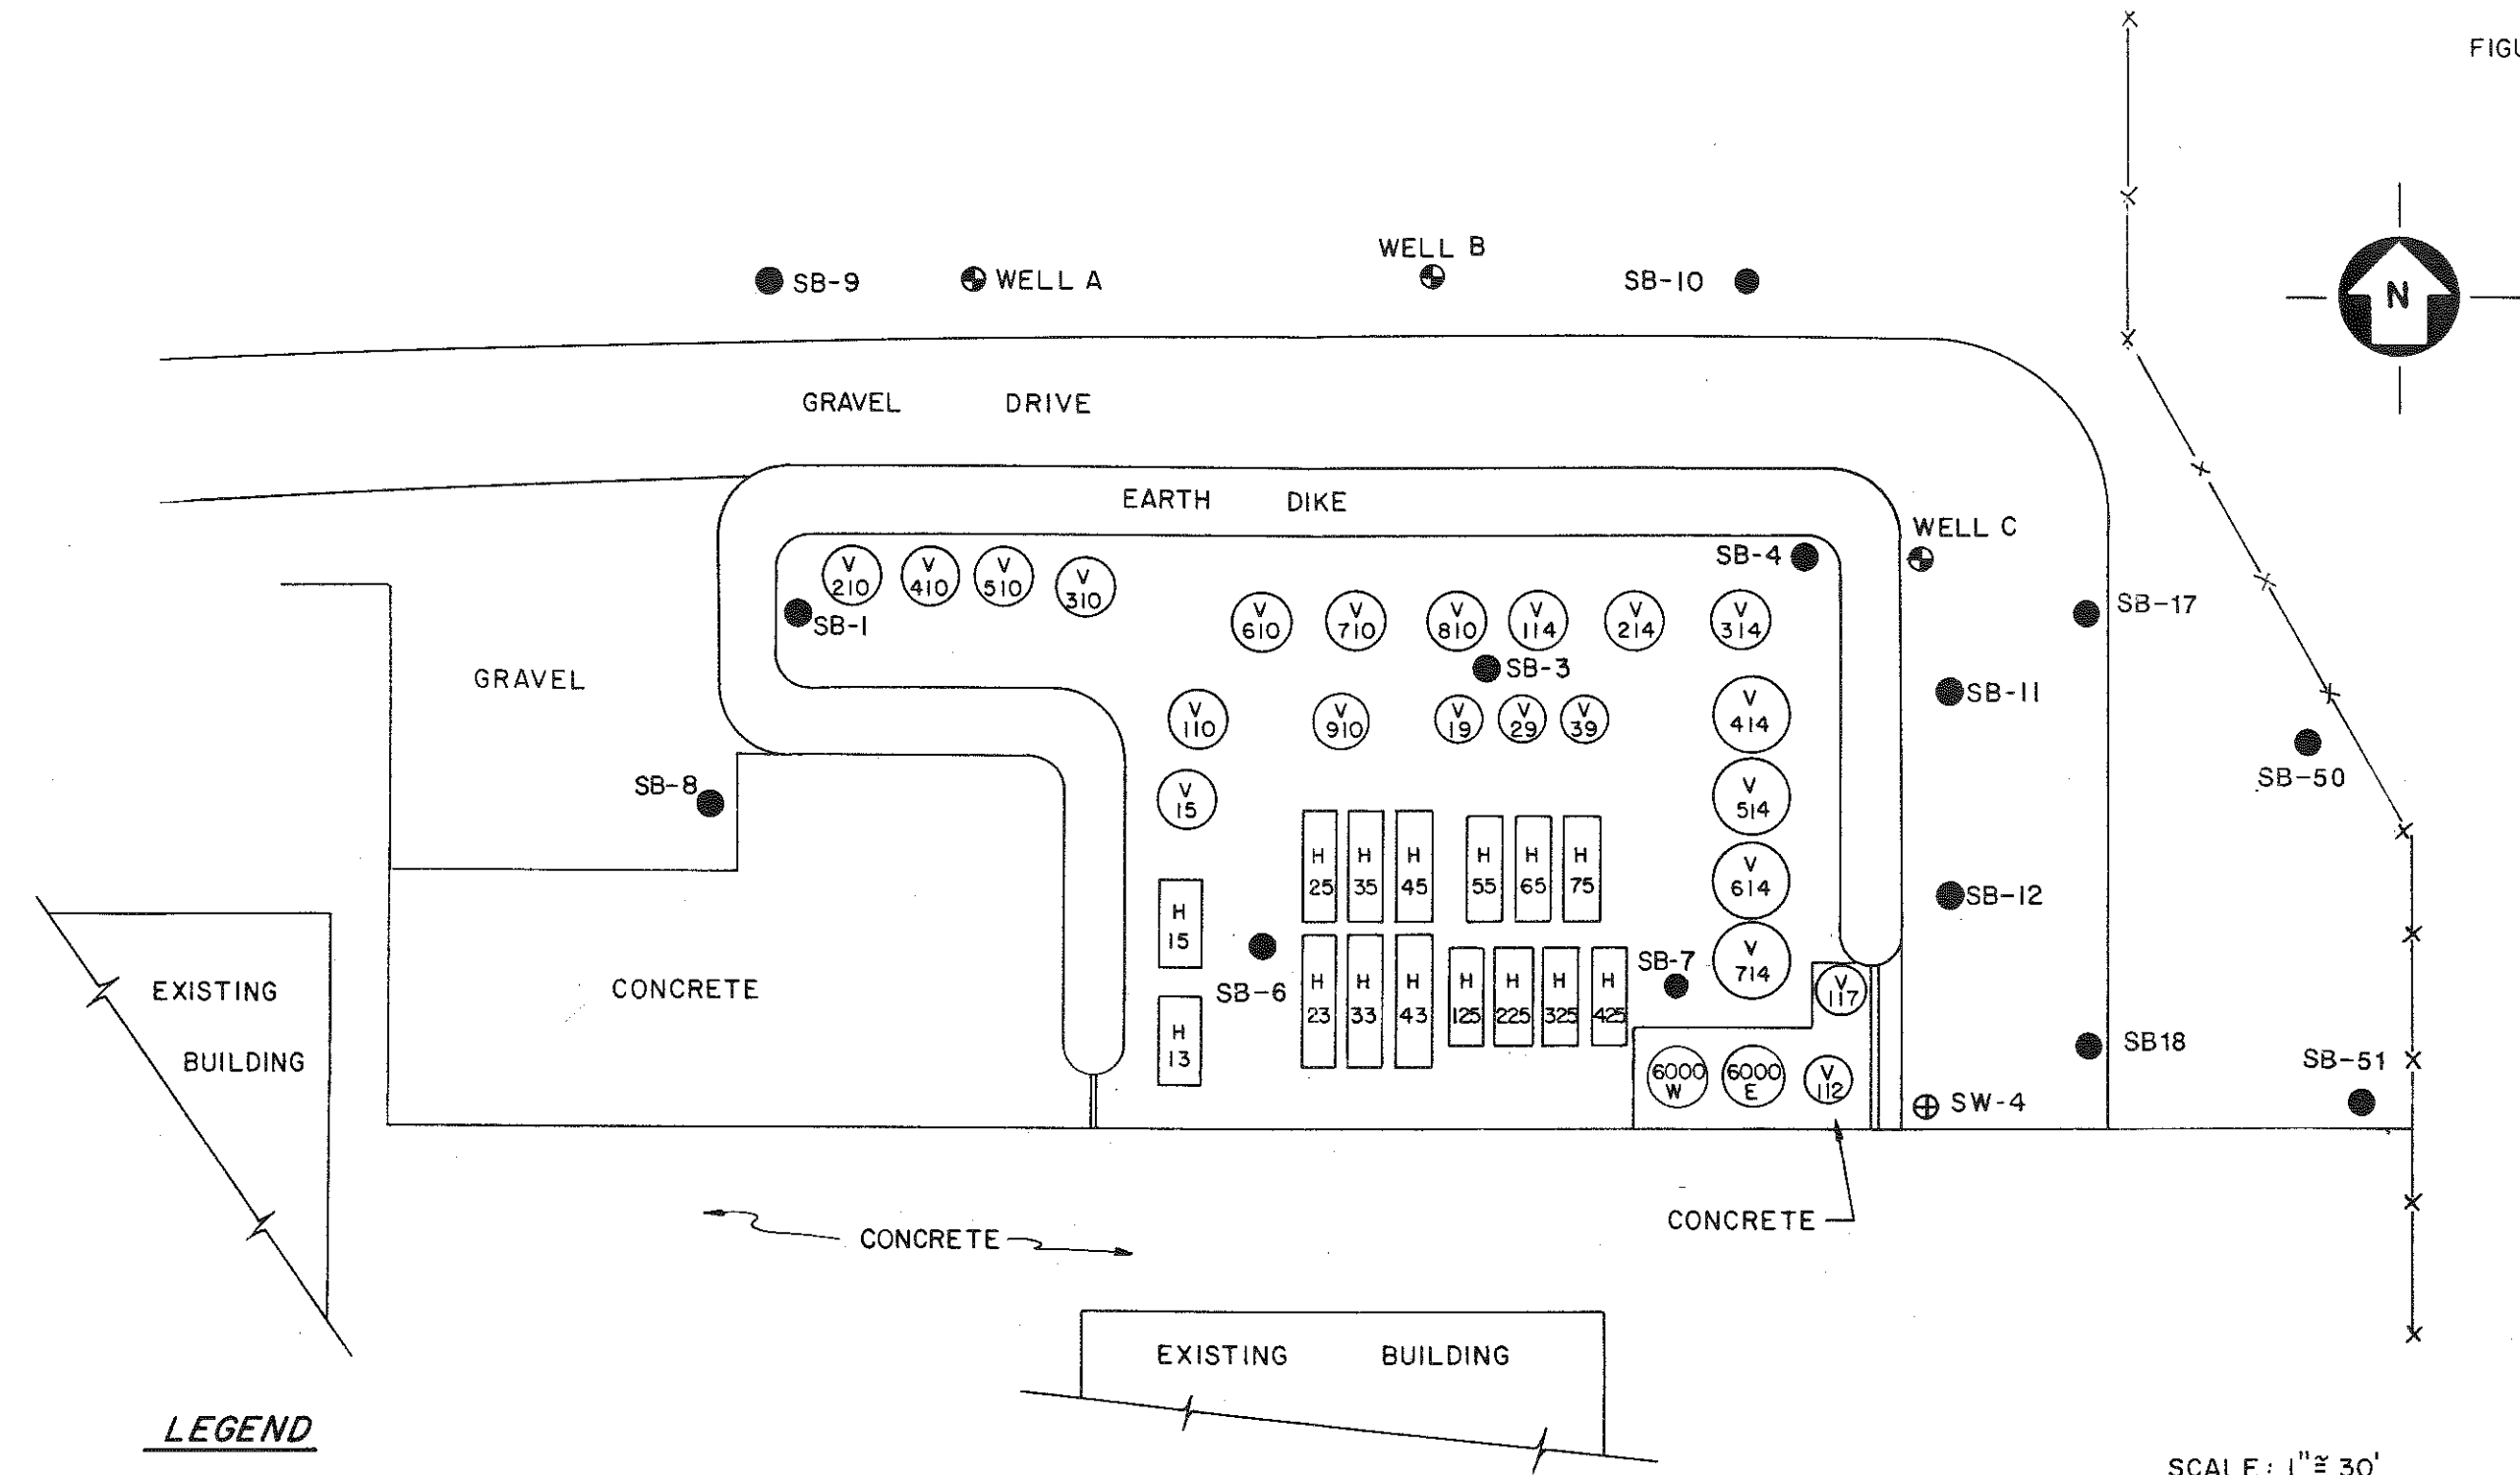 FIGU
N
WELL B
SB-9
WELL A
SB-10
GRAVEL DRIVE
EARTH DIKE
WELL C
SB-4
V 210
V 410
V 510
V 310
SB-1
V 610
V 710
V 810
V 114
V 214
V 314
SB-17
SB-3
GRAVEL
SB-11
V 110
V 910
V 19
V 29
V 39
V 414
SB-50
SB-8
V 15
V 514
H 25
H 35
H 45
H 55
H 65
H 75
V 614
SB-12
H 15
SB-6
SB-7
V 714
EXISTING
BUILDING
CONCRETE
H 23
H 33
H 43
H 125
H 225
H 325
H 425
V 117
H 13
6000 W
6000 E
V 112
SW-4
SB18
SB-51
CONCRETE
CONCRETE
EXISTING BUILDING
LEGEND
SCALE: 1" ≅ 30'